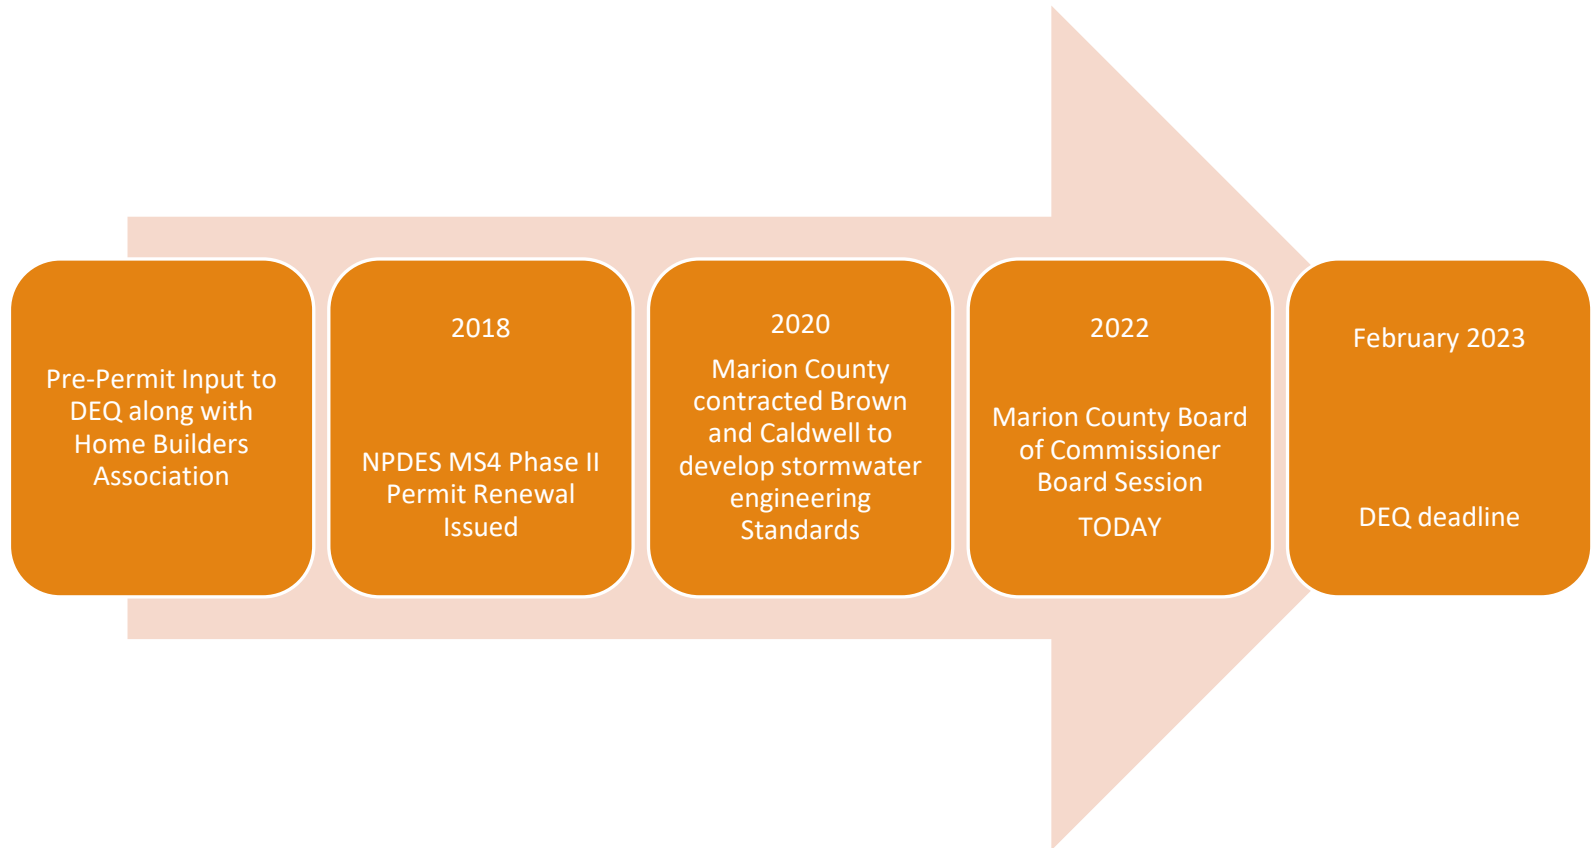 Pre-Permit Input to
DEQ along with
Home Builders
Association
2018
NPDES MS4 Phase II
Permit Renewal
Issued
2020
Marion County
contracted Brown
and Caldwell to
develop stormwater
engineering
Standards
2022
Marion County Board
of Commissioner
Board Session
TODAY
February 2023
DEQ deadline